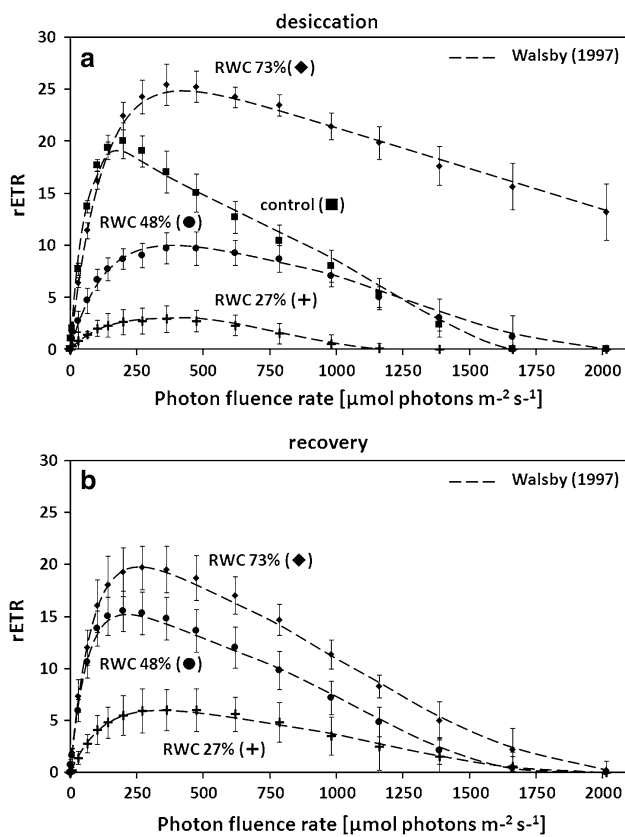 desiccation
a
RWC 73%(◆)
Walsby (1997)
control (■)
RWC 48% (●)
RWC 27% (+)
rETR
30
25
20
15
10
5
0
0 250 500 750 1000 1250 1500 1750 2000
Photon fluence rate [µmol photons m-² s-¹]
recovery
b
Walsby (1997)
RWC 73% (◆)
RWC 48% (●)
RWC 27% (+)
rETR
30
25
20
15
10
5
0
0 250 500 750 1000 1250 1500 1750 2000
Photon fluence rate [µmol photons m-² s-¹]